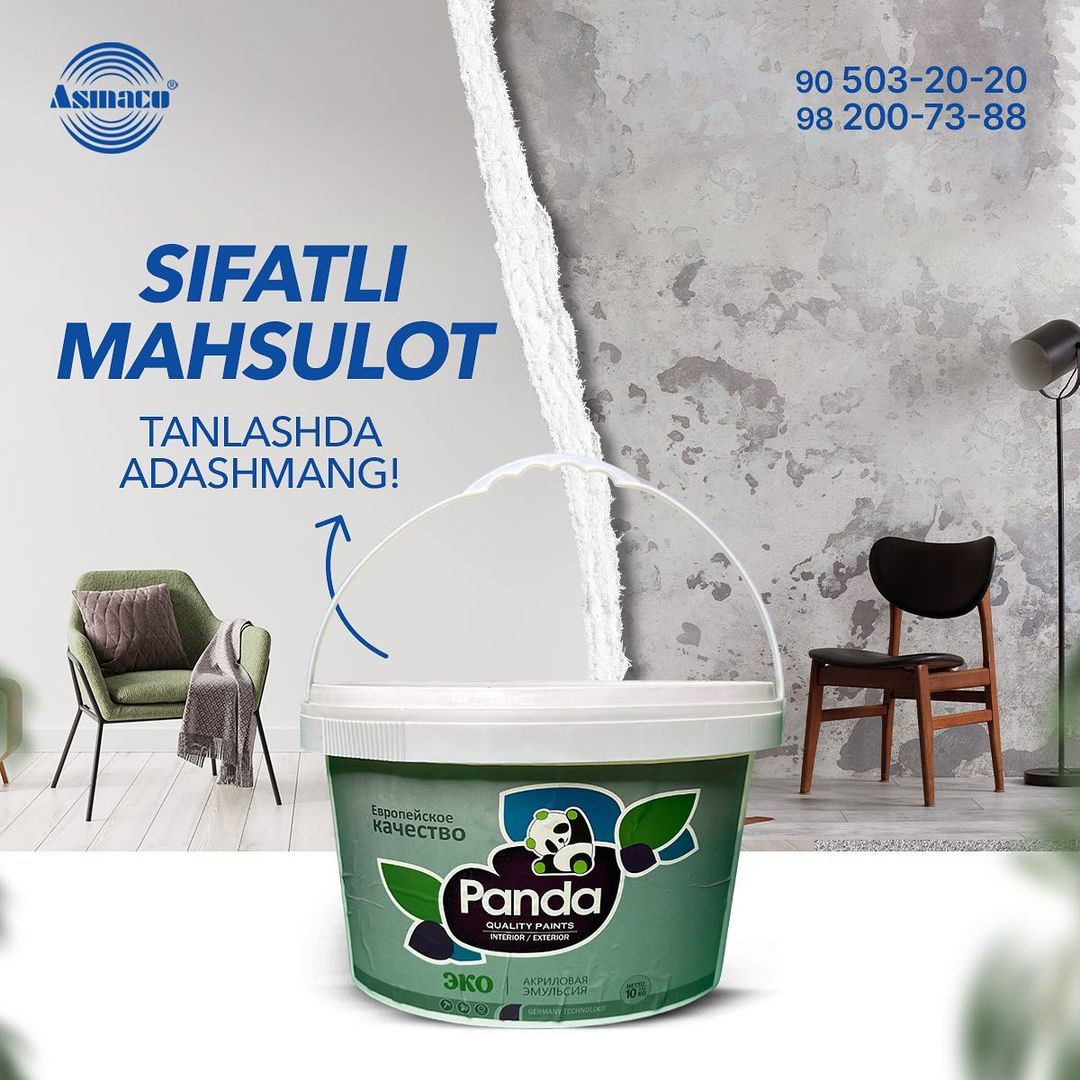 Asmaco®
90 503-20-20
98 200-73-88
SIFATLI
MAHSULOT
TANLASHDA
ADASHMANG!
Европейское
качество
Panda
QUALITY PAINTS
INTERIOR / EXTERIOR
эко
АКРИЛОВАЯ
ЭМУЛЬСИЯ
НЕТТО
10 KG
GERMANY TECHNOLOGY